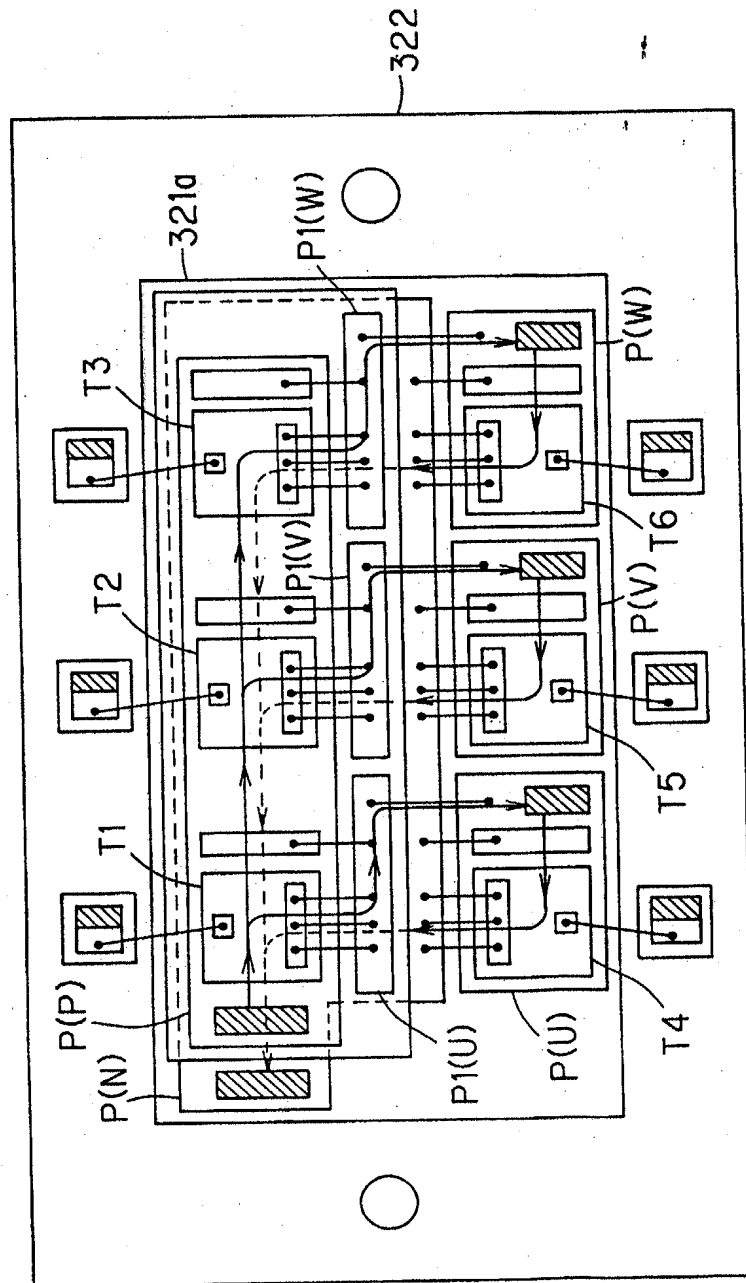 322
321a
P1(W)
T3
T2
T1
P1(V)
P(P)
P(N)
P1(U)
P(U)
T4
T5
P(V)
T6
P(W)